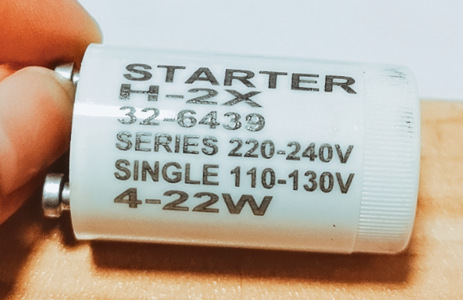 STARTER
H-2X
32-6439
SERIES 220-240V
SINGLE 110-130V
4-22W